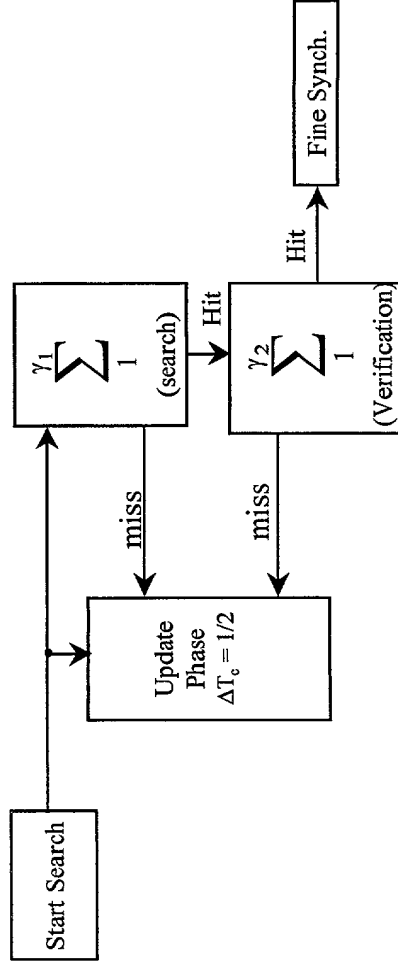 Start Search
Update
Phase
ΔT_c = 1/2
miss
miss
γ₁
∑
1
(search)
Hit
γ₂
∑
1
(Verification)
Hit
Fine Synch.